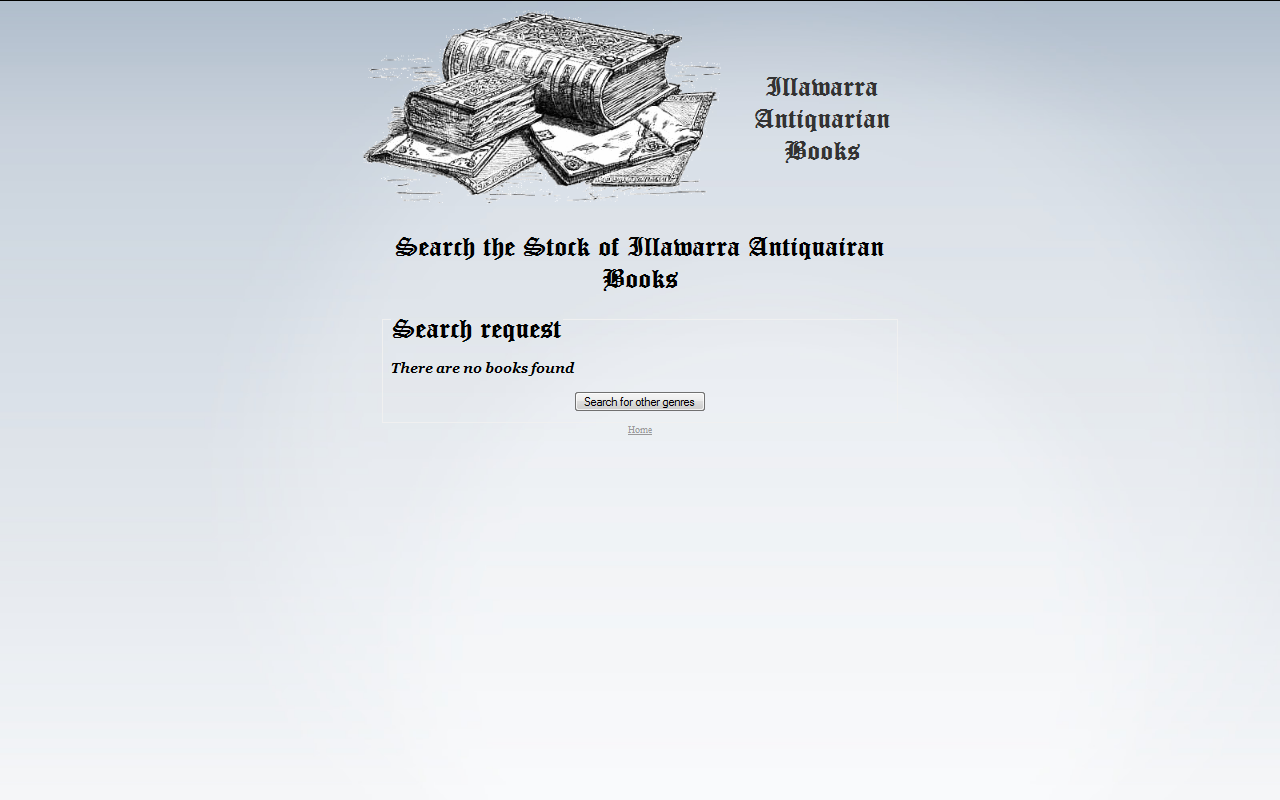 Illawarra
Antiquarian
Books
Search the Stock of Illawarra Antiquairan
Books
Search request
There are no books found
Search for other genres
Home